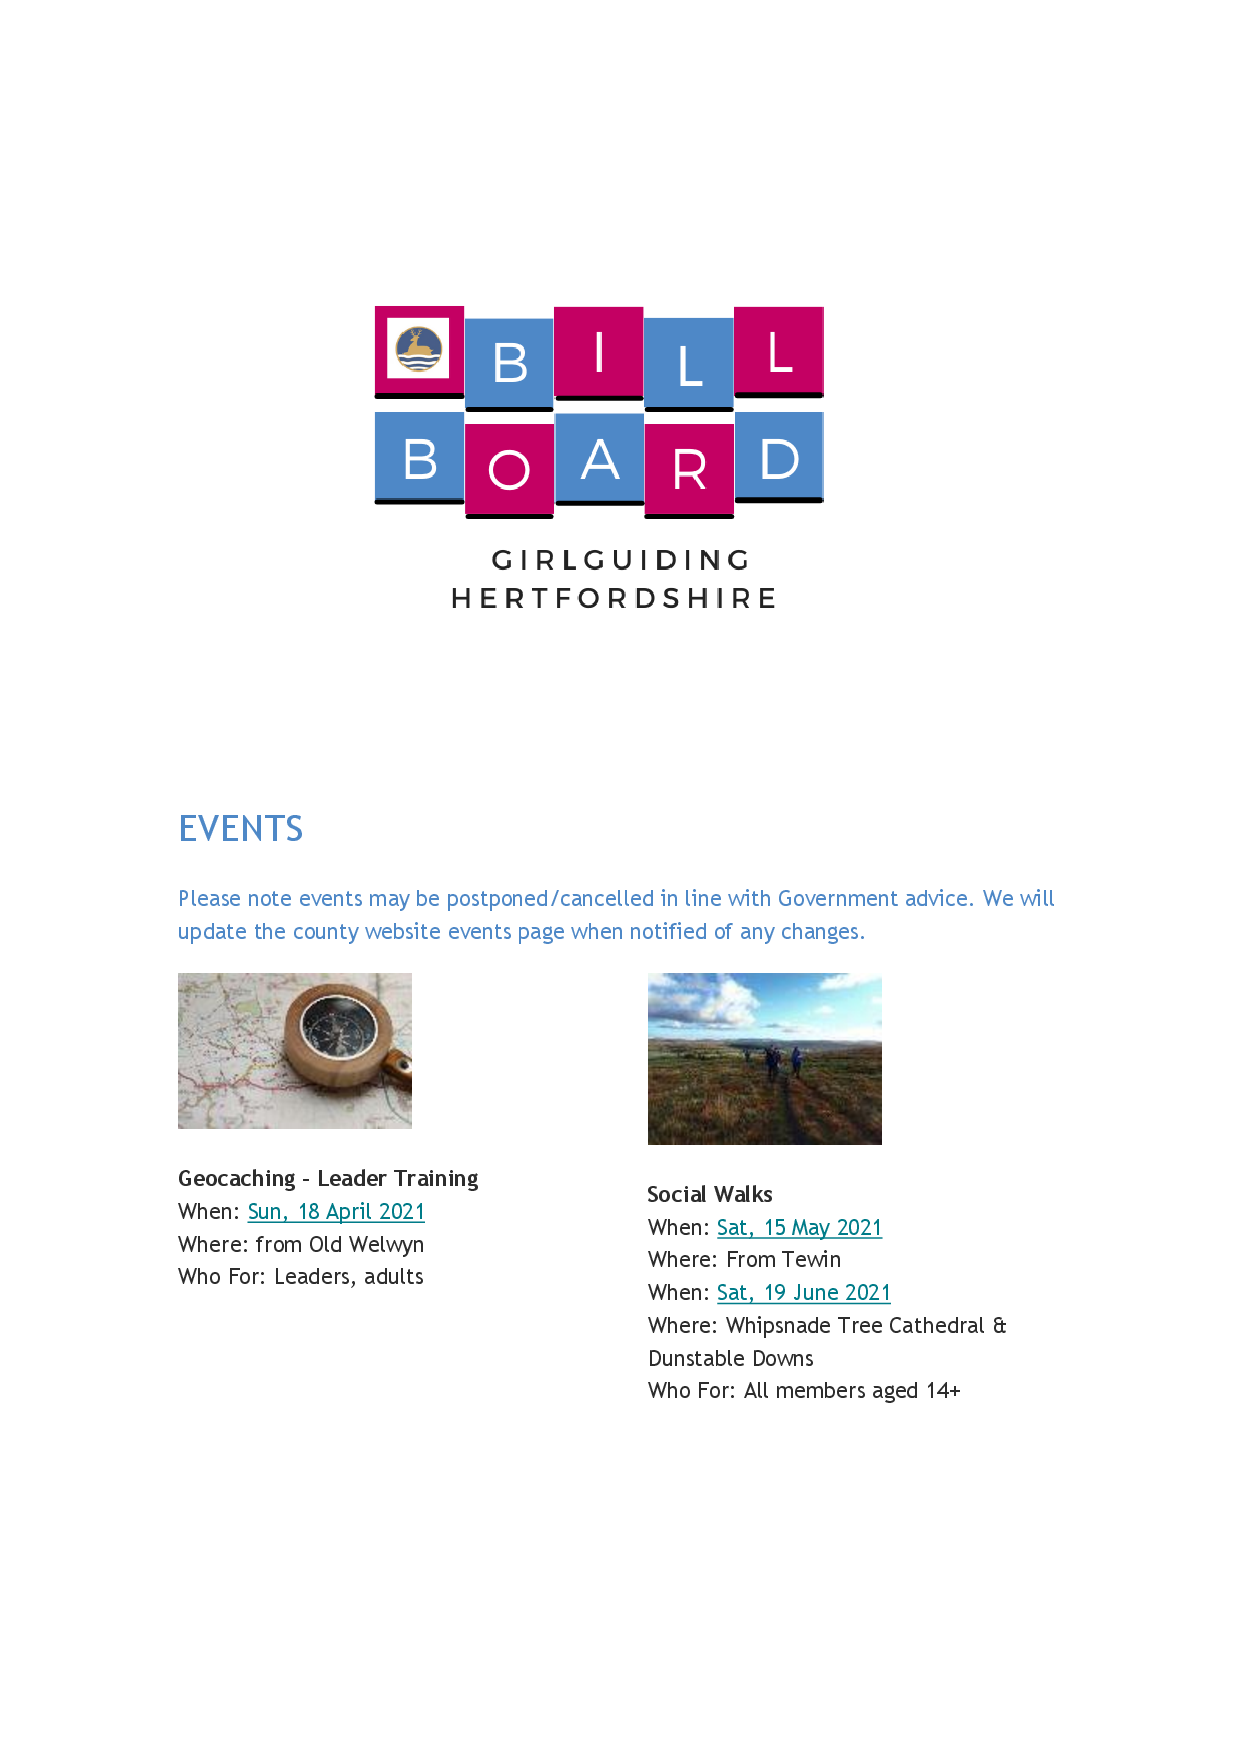 BILL
BOARD
GIRLGUIDING
HERTFORDSHIRE
EVENTS
Please note events may be postponed/cancelled in line with Government advice. We will
update the county website events page when notified of any changes.
Geocaching - Leader Training
When: Sun, 18 April 2021
Where: from Old Welwyn
Who For: Leaders, adults
Social Walks
When: Sat, 15 May 2021
Where: From Tewin
When: Sat, 19 June 2021
Where: Whipsnade Tree Cathedral &
Dunstable Downs
Who For: All members aged 14+